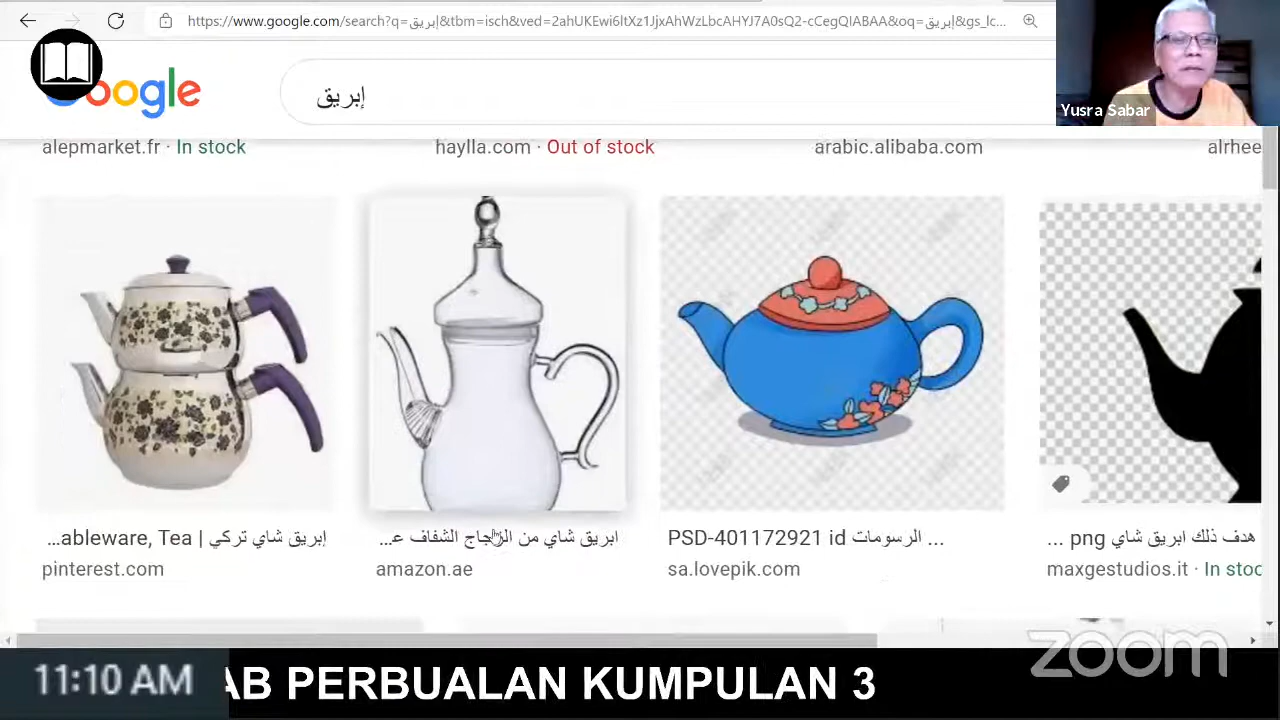 https://www.google.com/search?q=إبريق&tbm=isch&ved=2ahUKEwi6ltXz1JjxAhWzLbcAHYJ7A0sQ2-cCegQIABAA&oq=إبريق&gs_lc...
Google
إبريق
Yusra Sabar
alepmarket.fr · In stock
haylla.com · Out of stock
arabic.alibaba.com
alrhee
إبريق شاي تركي | ableware, Tea...
ابريق شاي من الزجاج الشفاف عـ...
PSD-401172921 id الرسومات ...
هدف ذلك ابريق شاي png ...
pinterest.com
amazon.ae
sa.lovepik.com
maxgestudios.it · In stoc
zoom
11:10 AM
AB PERBUALAN KUMPULAN 3